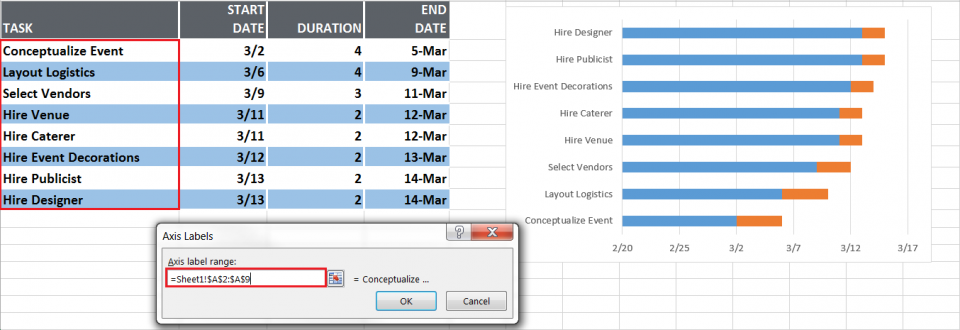 TASK START DATE DURATION END DATE
Conceptualize Event 3/2 4 5-Mar
Layout Logistics 3/6 4 9-Mar
Select Vendors 3/9 3 11-Mar
Hire Venue 3/11 2 12-Mar
Hire Caterer 3/11 2 12-Mar
Hire Event Decorations 3/12 2 13-Mar
Hire Publicist 3/13 2 14-Mar
Hire Designer 3/13 2 14-Mar
Axis Labels ?
Axis label range:
=Sheet1!$A$2:$A$9 = Conceptualize ...
OK Cancel
Hire Designer
Hire Publicist
Hire Event Decorations
Hire Caterer
Hire Venue
Select Vendors
Layout Logistics
Conceptualize Event
2/20 2/25 3/2 3/7 3/12 3/17